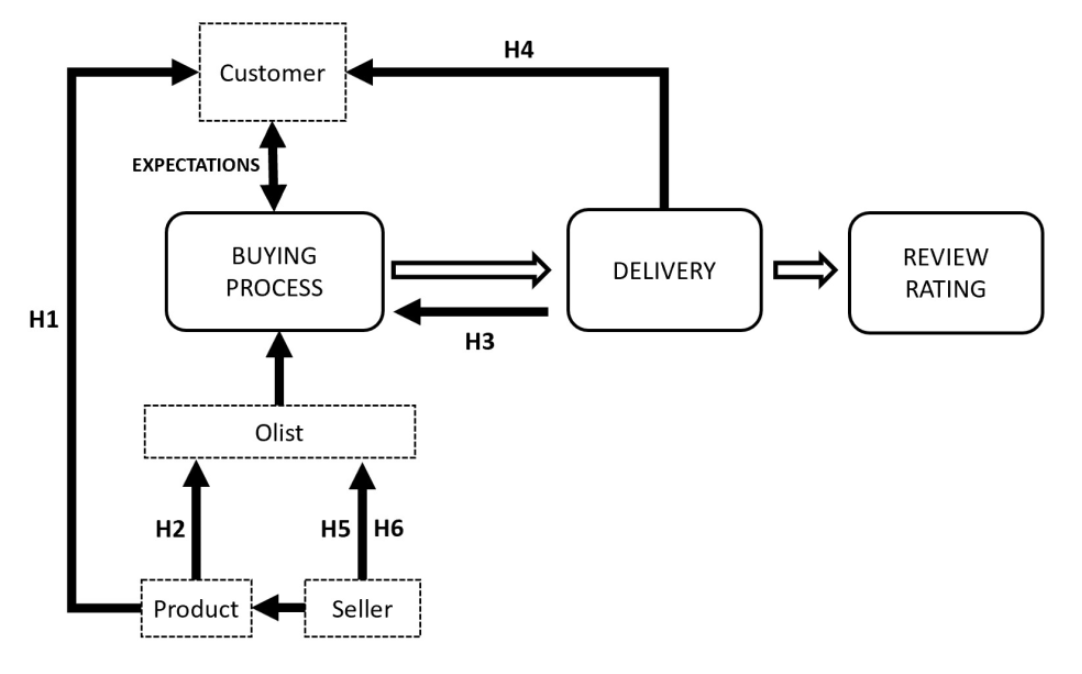 H4
Customer
EXPECTATIONS
BUYING
PROCESS
DELIVERY
REVIEW
RATING
H1
H3
Olist
H2
H5
H6
Product
Seller